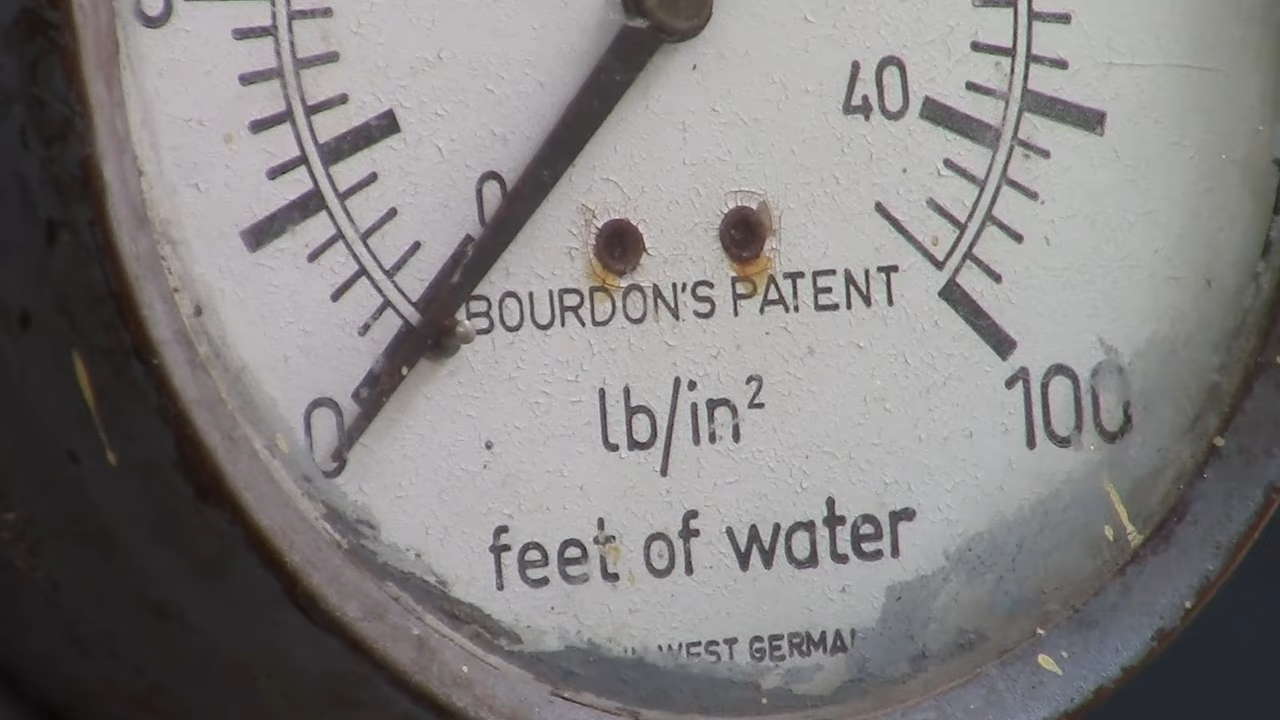 40
0
BOURDON'S PATENT
0
100
lb/in²
feet of water
WEST GERMA